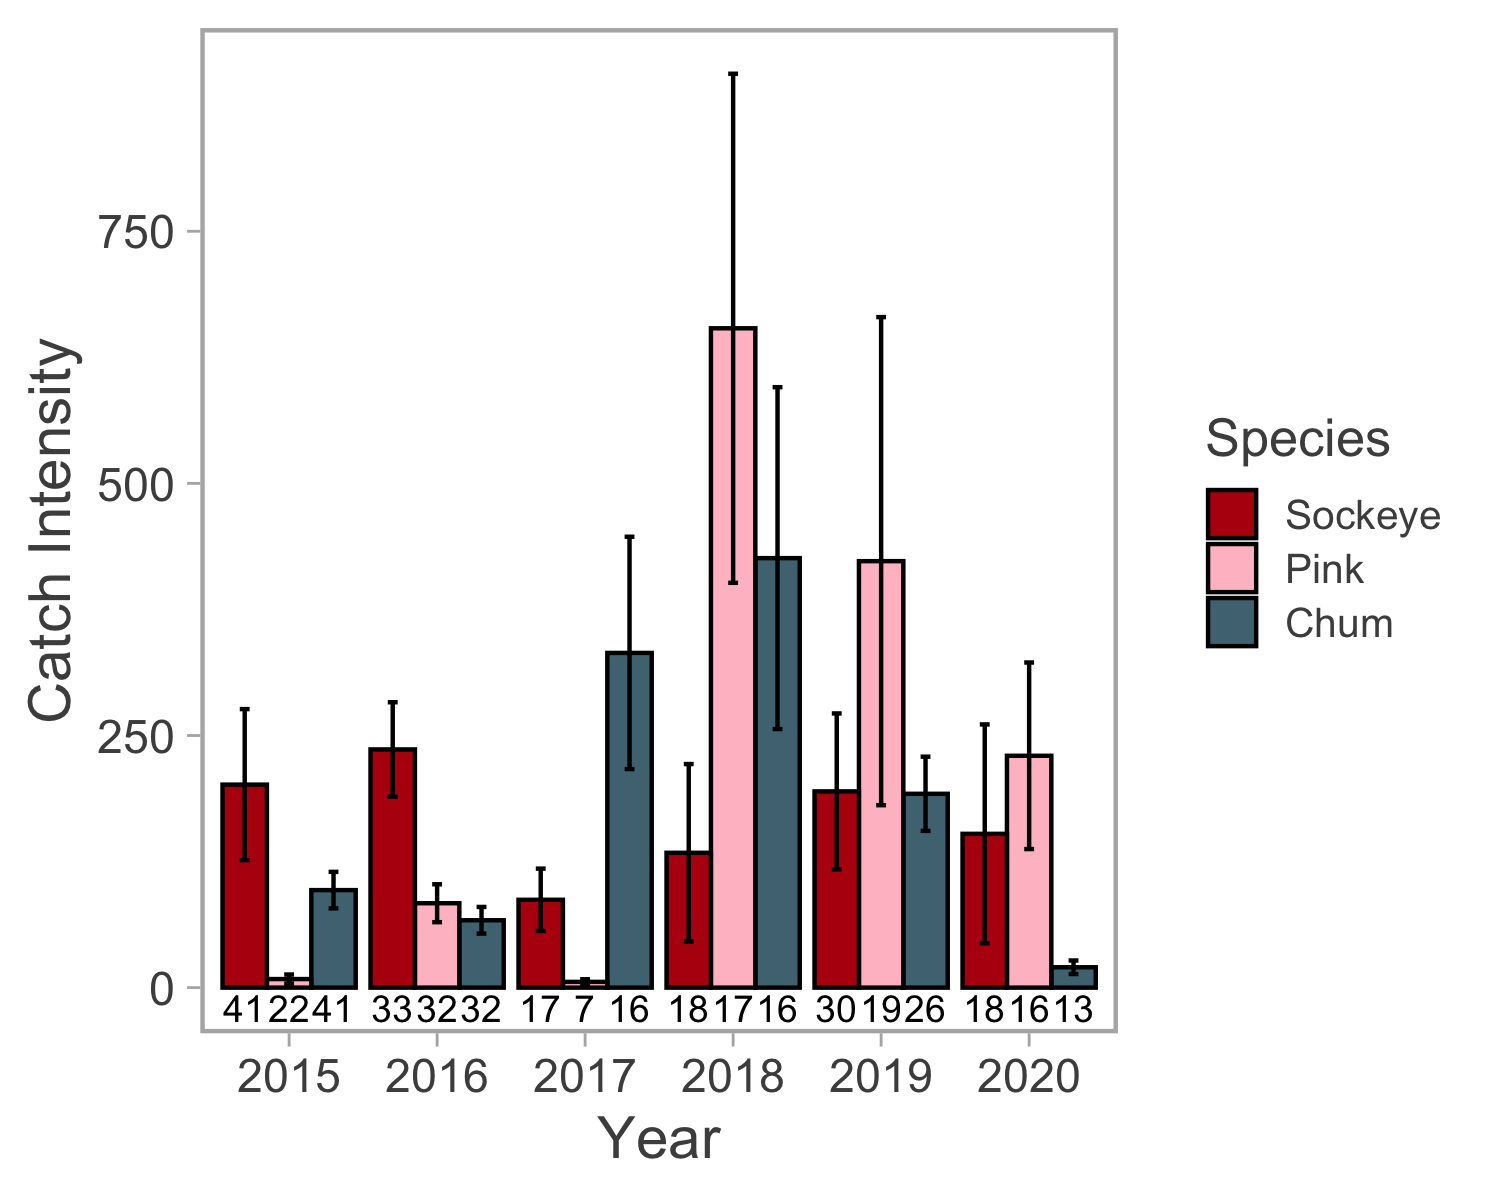 Catch Intensity
750
500
250
0
41 22 41 33 32 32 17 7 16 18 17 16 30 19 26 18 16 13
2015 2016 2017 2018 2019 2020
Year
Species
Sockeye
Pink
Chum